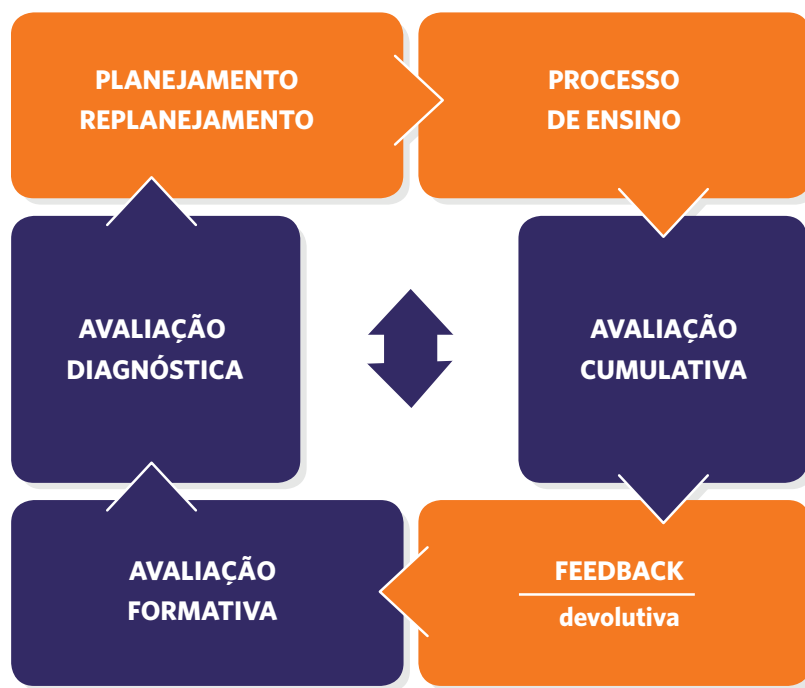 PLANEJAMENTO
REPLANEJAMENTO
PROCESSO
DE ENSINO
AVALIAÇÃO
DIAGNÓSTICA
AVALIAÇÃO
CUMULATIVA
AVALIAÇÃO
FORMATIVA
FEEDBACK
devolutiva